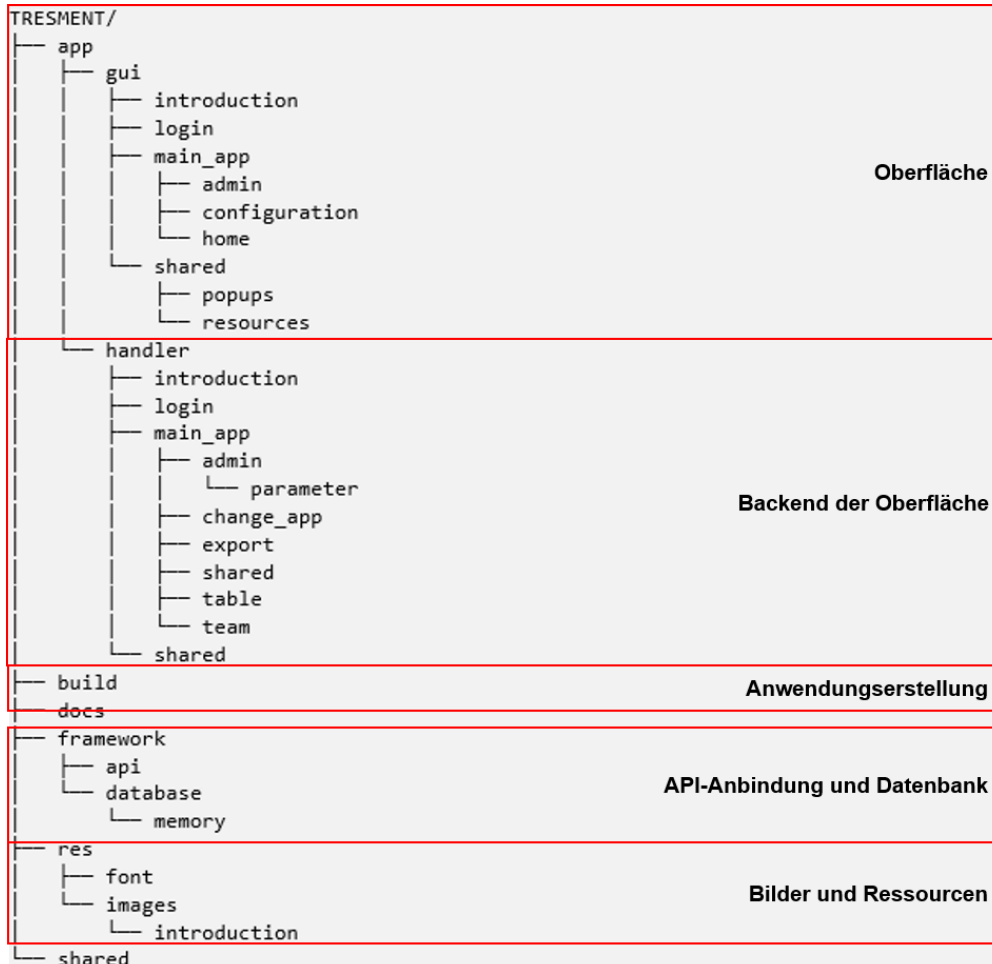 TRESMENT/
├── app
│   ├── gui
│   │   ├── introduction
│   │   ├── login
│   │   ├── main_app
│   │   │   ├── admin
Oberfläche
│   │   │   ├── configuration
│   │   │   └── home
│   │   └── shared
│   │       ├── popups
│   │       └── resources
│   └── handler
│       ├── introduction
│       ├── login
│       ├── main_app
│       │   ├── admin
│       │   │   └── parameter
Backend der Oberfläche
│       │   ├── change_app
│       │   ├── export
│       │   ├── shared
│       │   ├── table
│       │   └── team
│       └── shared
├── build
Anwendungserstellung
├── docs
├── framework
│   ├── api
API-Anbindung und Datenbank
│   └── database
│       └── memory
├── res
│   ├── font
Bilder und Ressourcen
│   └── images
│       └── introduction
└── shared